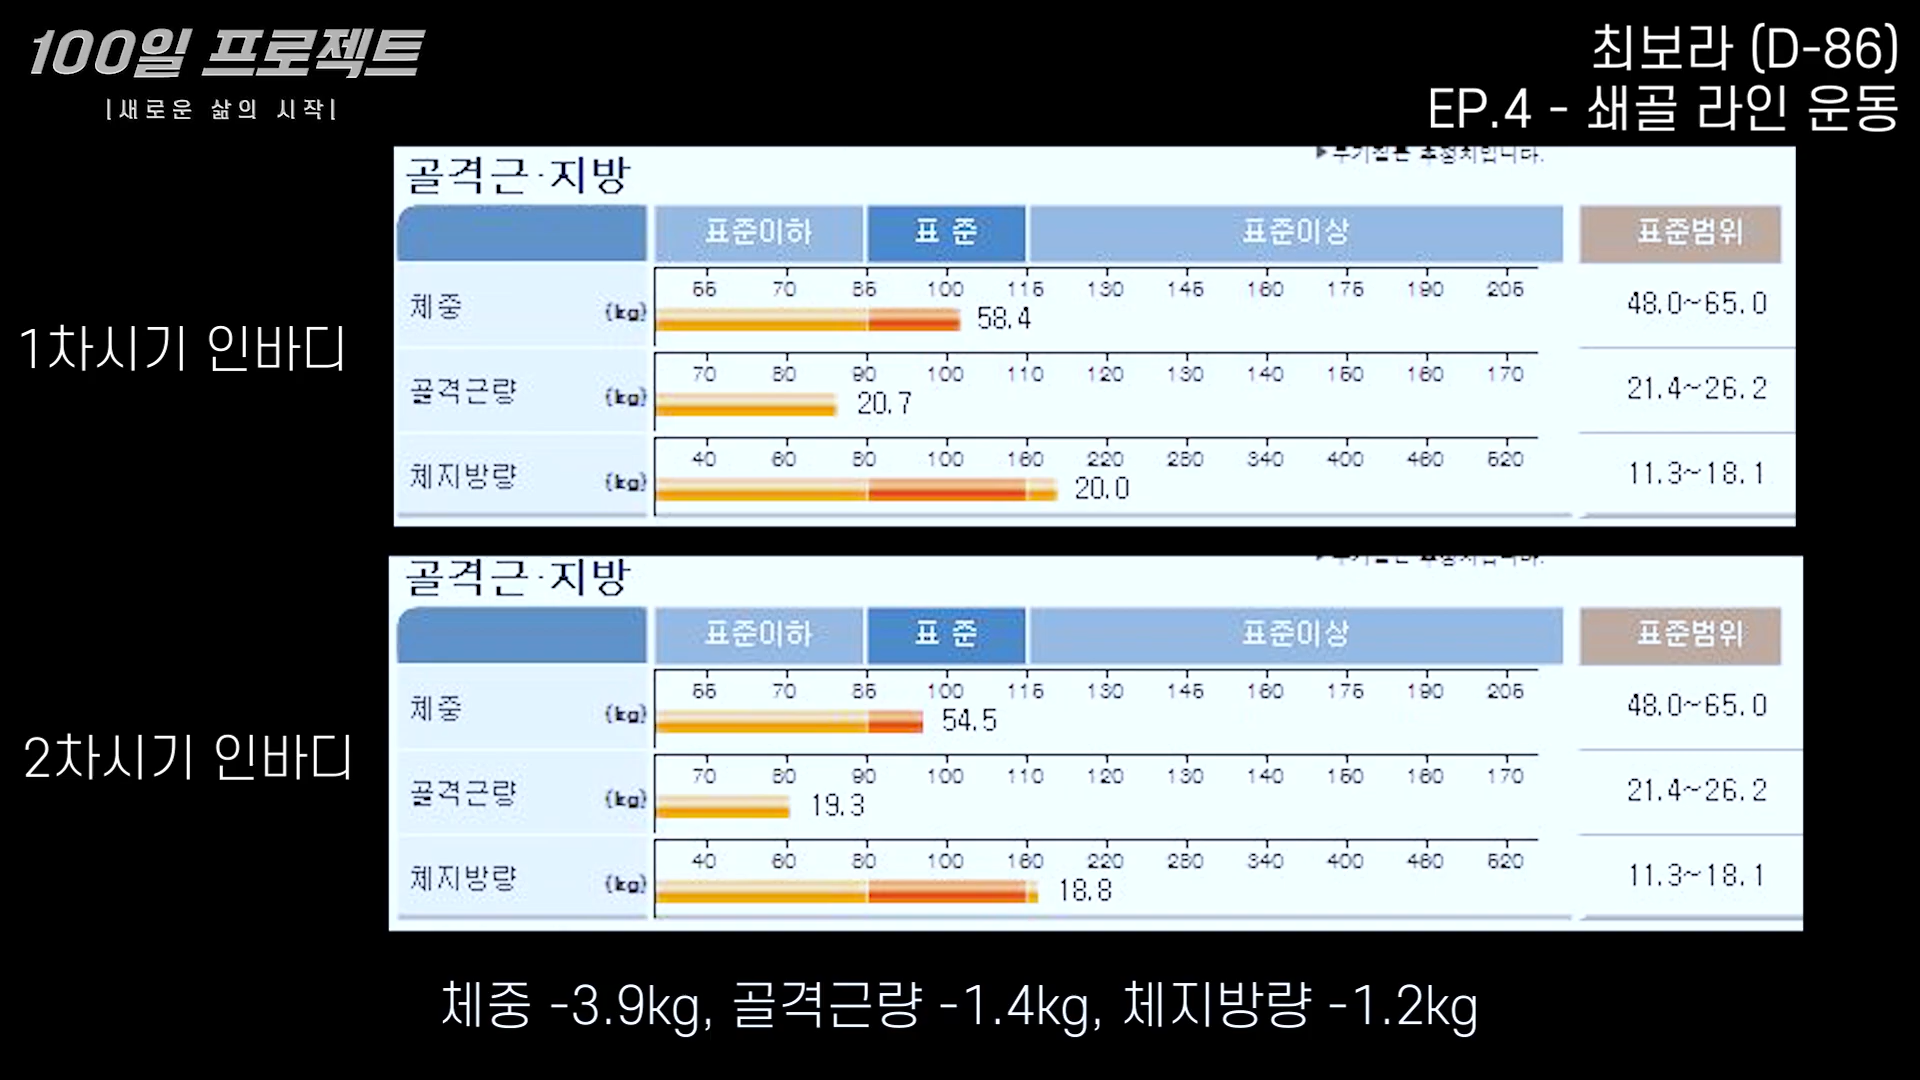 100일 프로젝트
|새로운 삶의 시작|
최보라 (D-86)
EP.4 - 쇄골 라인 운동
1차시기 인바디
골격근·지방
표준이하 표 준 표준이상 표준범위
55 70 85 100 115 130 145 160 175 190 205
체중 (kg) 58.4 48.0~65.0
70 80 90 100 110 120 130 140 150 160 170
골격근량 (kg) 20.7 21.4~26.2
40 60 80 100 160 220 280 340 400 460 520
체지방량 (kg) 20.0 11.3~18.1
2차시기 인바디
골격근·지방
표준이하 표 준 표준이상 표준범위
55 70 85 100 115 130 145 160 175 190 205
체중 (kg) 54.5 48.0~65.0
70 80 90 100 110 120 130 140 150 160 170
골격근량 (kg) 19.3 21.4~26.2
40 60 80 100 160 220 280 340 400 460 520
체지방량 (kg) 18.8 11.3~18.1
체중 -3.9kg, 골격근량 -1.4kg, 체지방량 -1.2kg